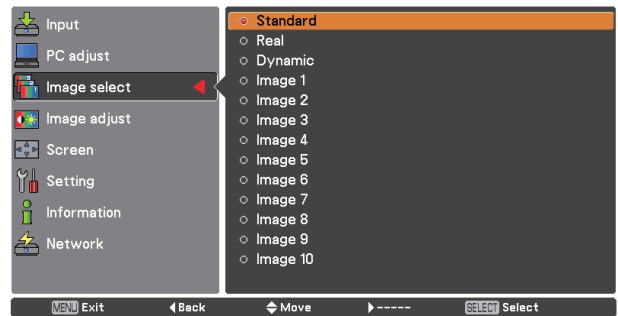 Input
PC adjust
Image select
Image adjust
Screen
Setting
Information
Network
Standard
Real
Dynamic
Image 1
Image 2
Image 3
Image 4
Image 5
Image 6
Image 7
Image 8
Image 9
Image 10
MENU Exit Back Move ----- SELECT Select